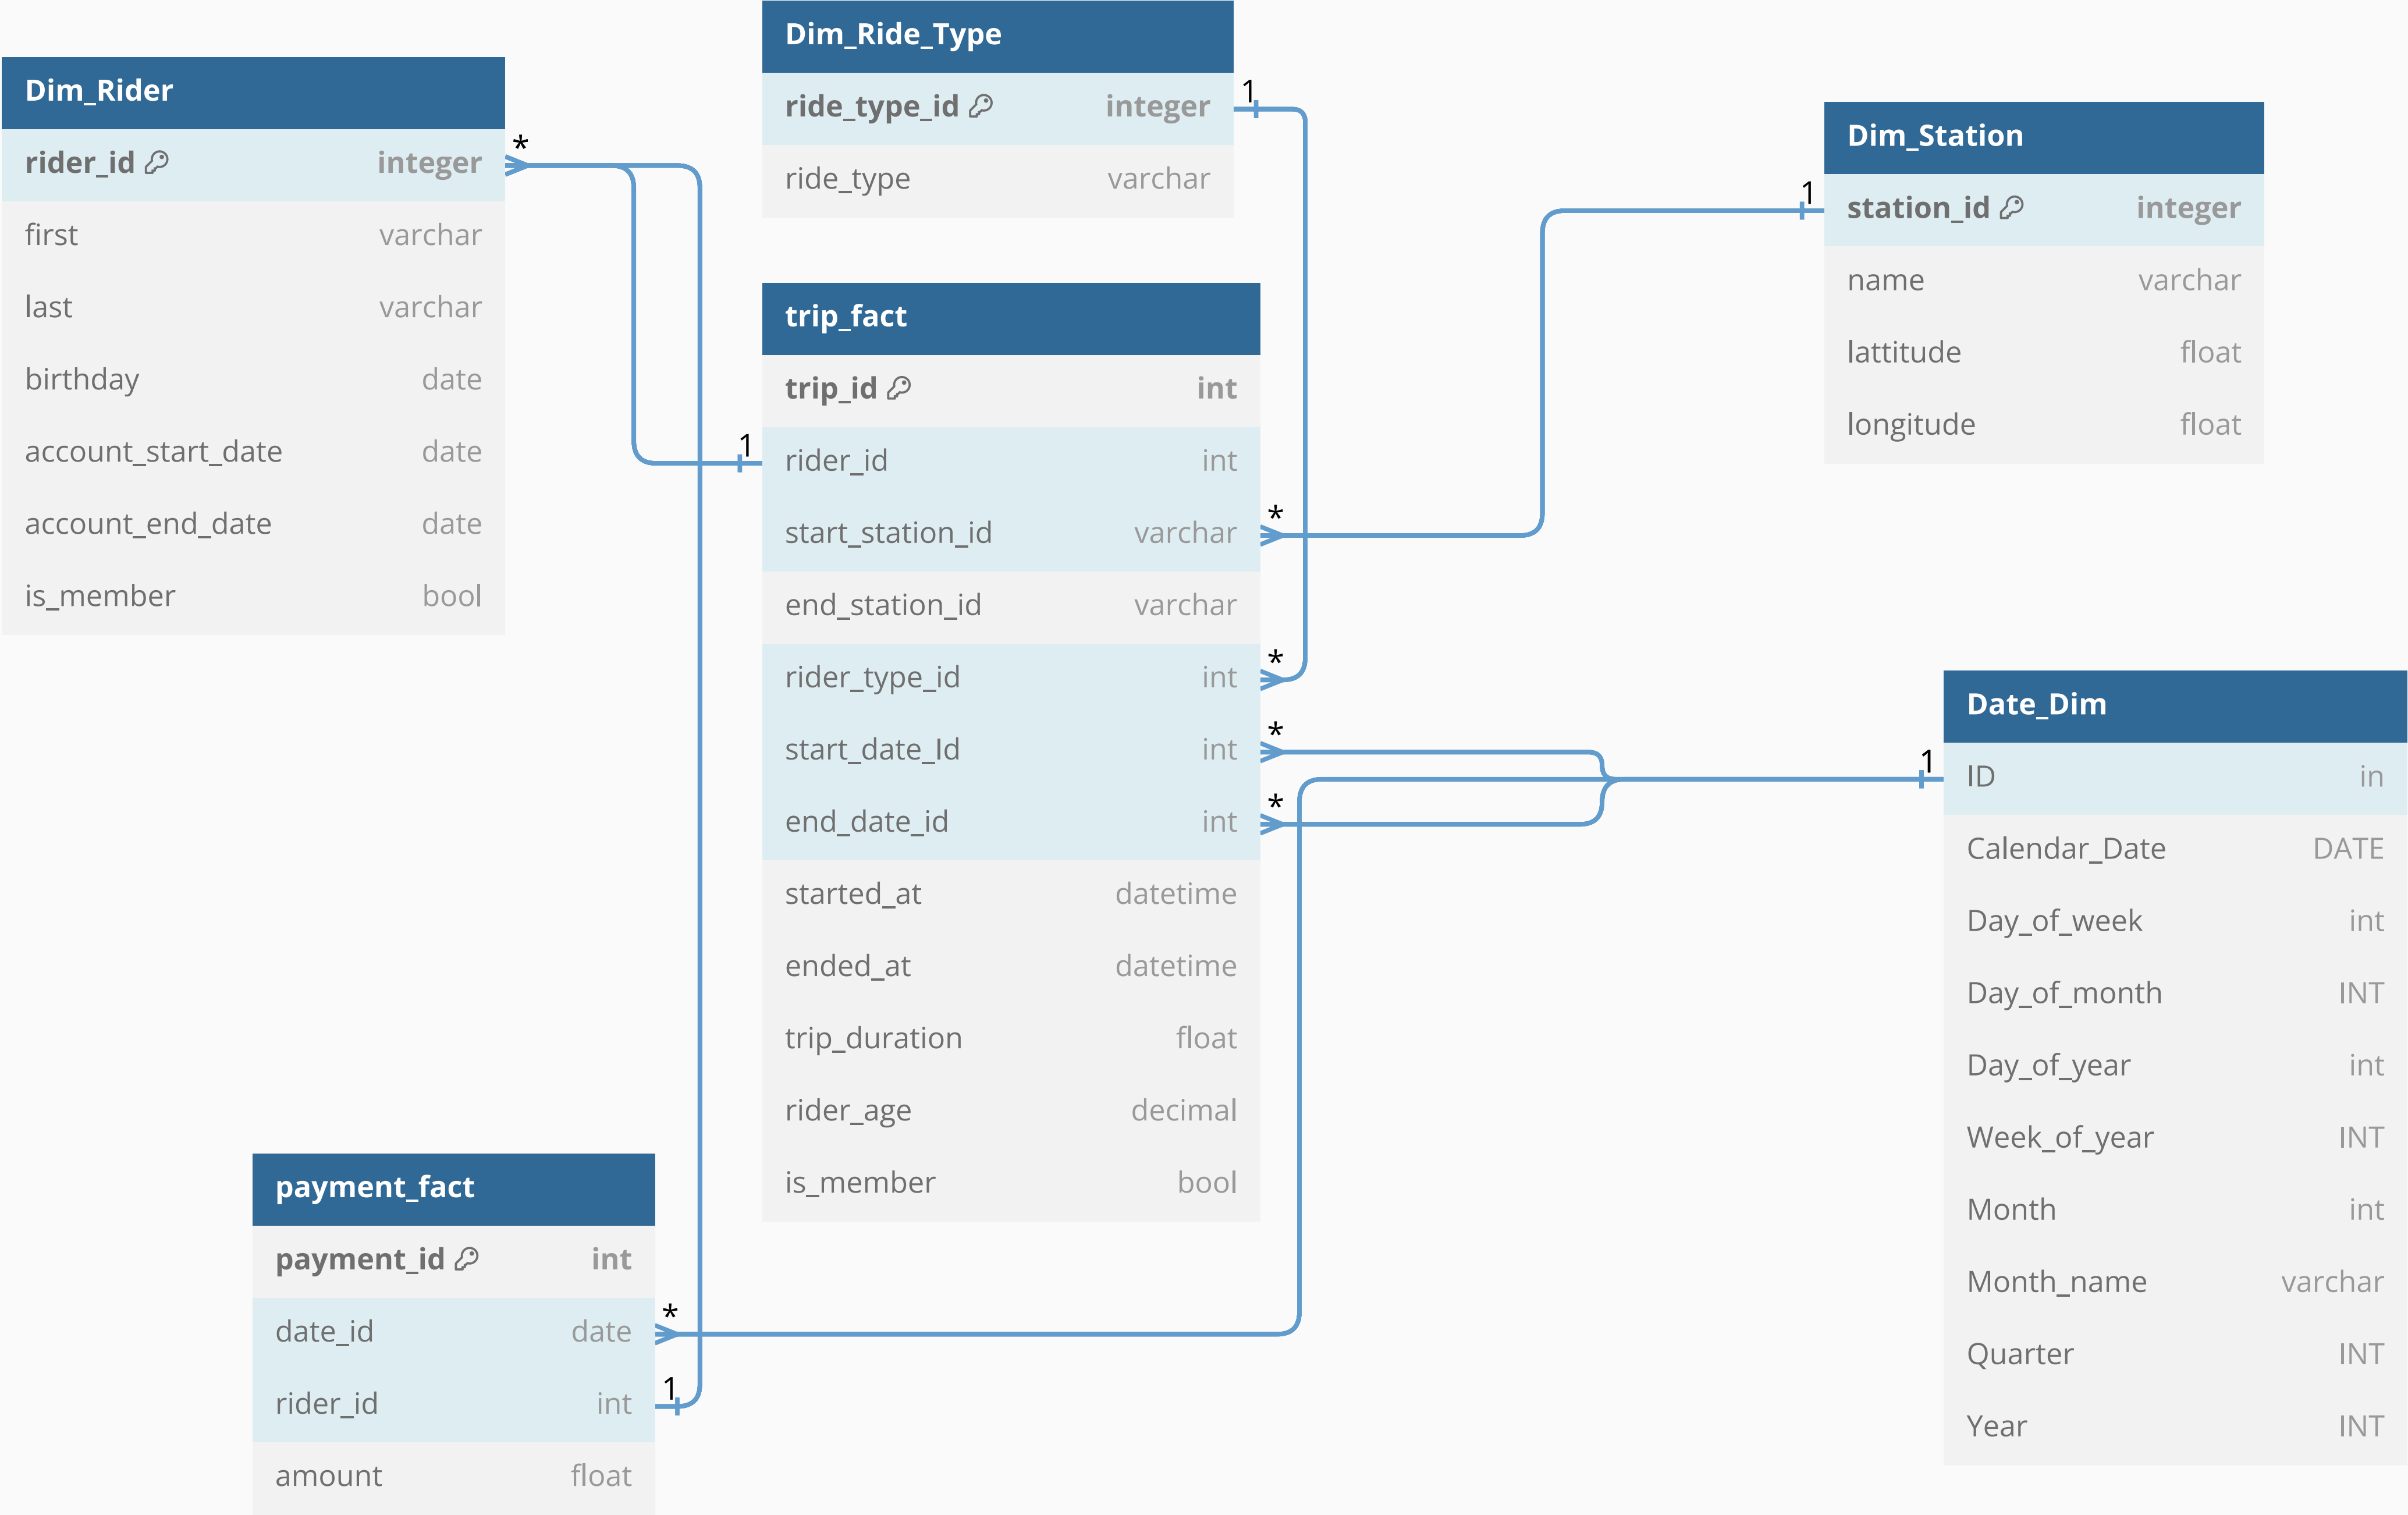 Dim_Rider
rider_id integer
first varchar
last varchar
birthday date
account_start_date date
account_end_date date
is_member bool
*
Dim_Ride_Type
ride_type_id integer
ride_type varchar
1
trip_fact
trip_id int
1
rider_id int
start_station_id varchar
*
end_station_id varchar
rider_type_id int
*
start_date_Id int
*
end_date_id int
*
started_at datetime
ended_at datetime
trip_duration float
rider_age decimal
is_member bool
Dim_Station
1
station_id integer
name varchar
lattitude float
longitude float
Date_Dim
1
ID in
Calendar_Date DATE
Day_of_week int
Day_of_month INT
Day_of_year int
Week_of_year INT
Month int
Month_name varchar
Quarter INT
Year INT
payment_fact
payment_id int
date_id date
*
rider_id int
1
amount float